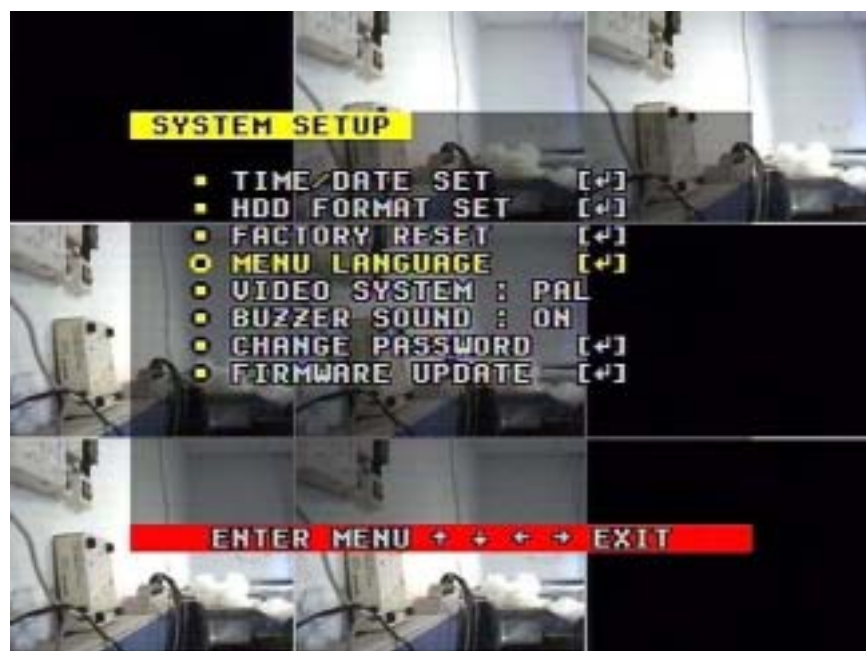 SYSTEM SETUP
TIME/DATE SET [↵]
HDD FORMAT SET [↵]
FACTORY RESET [↵]
MENU LANGUAGE [↵]
VIDEO SYSTEM : PAL
BUZZER SOUND : ON
CHANGE PASSWORD [↵]
FIRMWARE UPDATE [↵]
ENTER MENU ↑ ↓ ← → EXIT